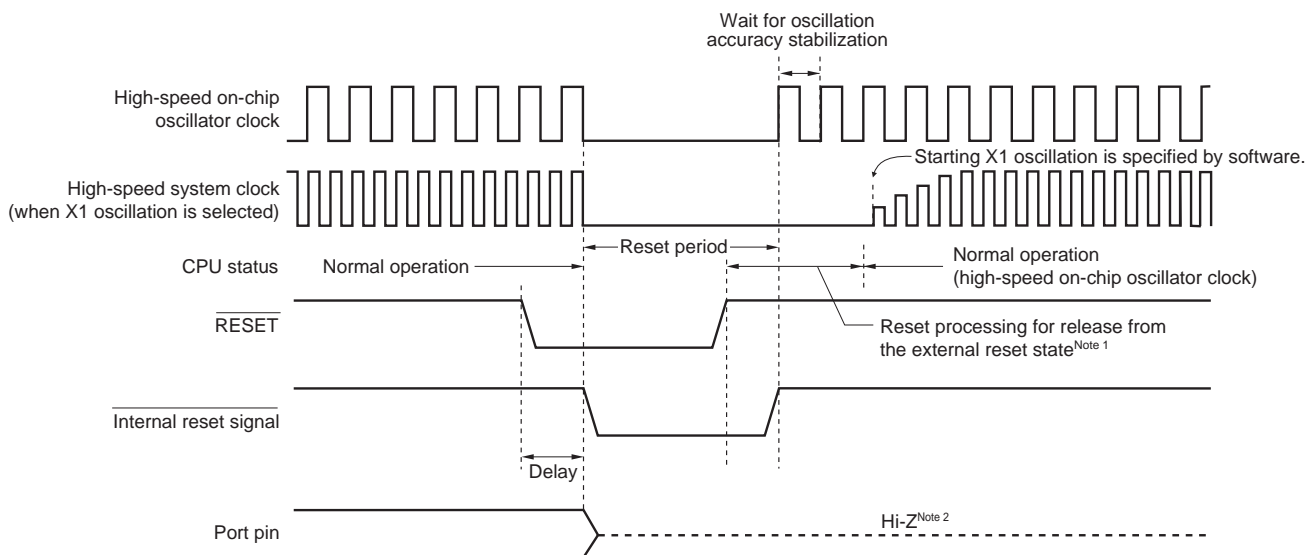 Wait for oscillation
accuracy stabilization
High-speed on-chip
oscillator clock
Starting X1 oscillation is specified by software.
High-speed system clock
(when X1 oscillation is selected)
Reset period
CPU status
Normal operation
Normal operation
(high-speed on-chip oscillator clock)
RESET
Reset processing for release from
the external reset state Note 1
Internal reset signal
Delay
Port pin
Hi-Z Note 2